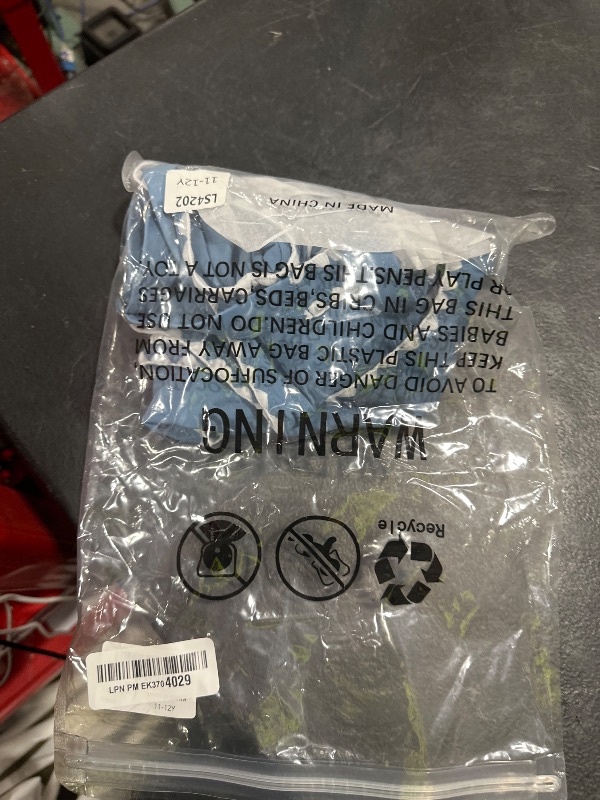 Recycle
WARNING
TO AVOID DANGER OF SUFFOCATION,
KEEP THIS PLASTIC BAG AWAY FROM
BABIES AND CHILDREN. DO NOT USE
THIS BAG IN CRIBS, BEDS, CARRIAGES
OR PLAY PENS. THIS BAG IS NOT A TOY
MADE IN CHINA
LS4202
11-12Y
LPN PM EK3704029
11-12Y